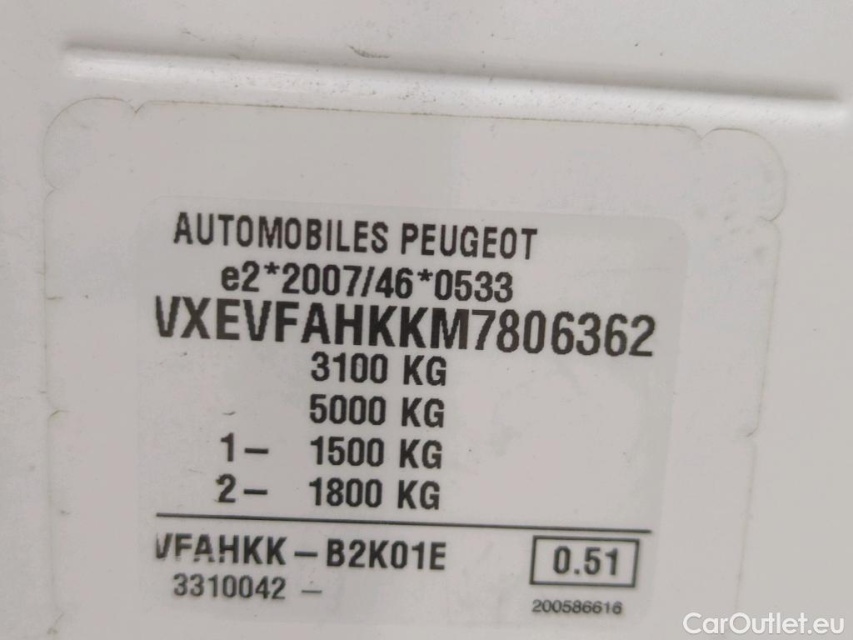 AUTOMOBILES PEUGEOT
e2*2007/46*0533
VXEVFAHKKM7806362
3100 KG
5000 KG
1– 1500 KG
2– 1800 KG
VFAHKK – B2K01E
0.51
3310042 –
200586616
CarOutlet.eu